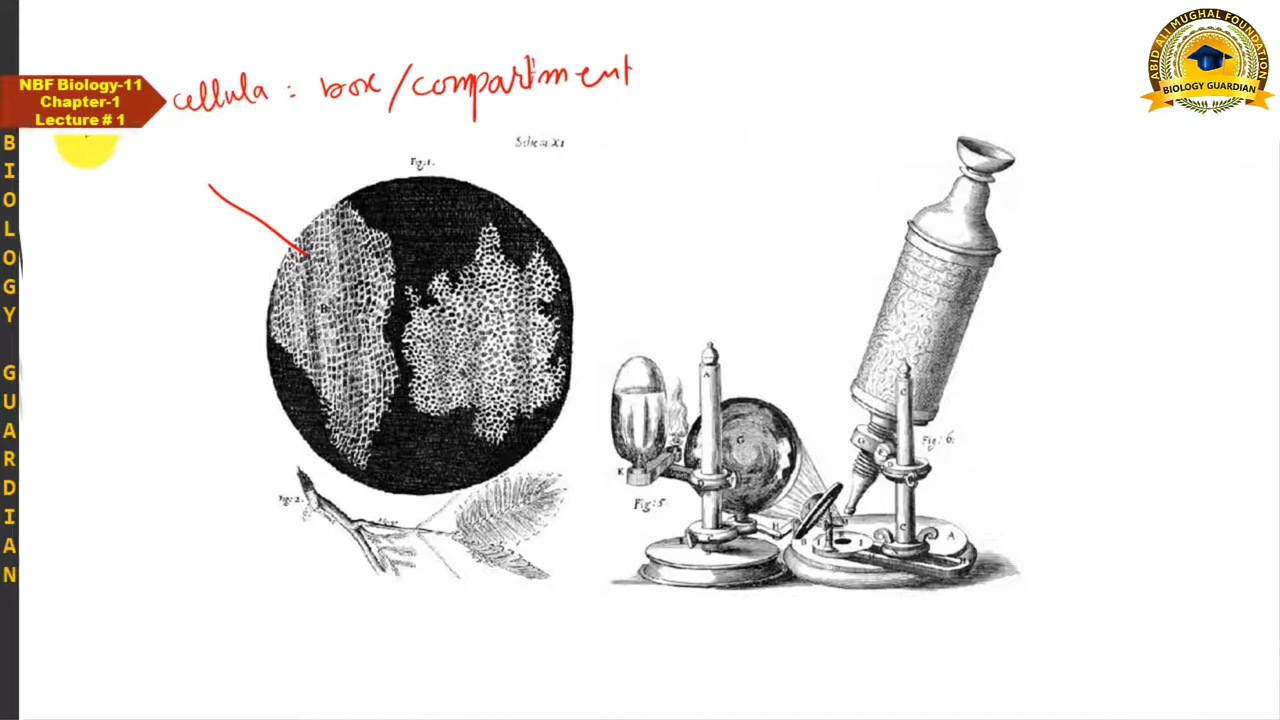 NBF Biology-11
Chapter-1
Lecture # 1
cellula = box / compartment
ABID ALI MUGHAL FOUNDATION
BIOLOGY GUARDIAN
BIOLOGY GUARDIAN
Fig:1.
Fig:2.
Fig:5.
Fig:6.